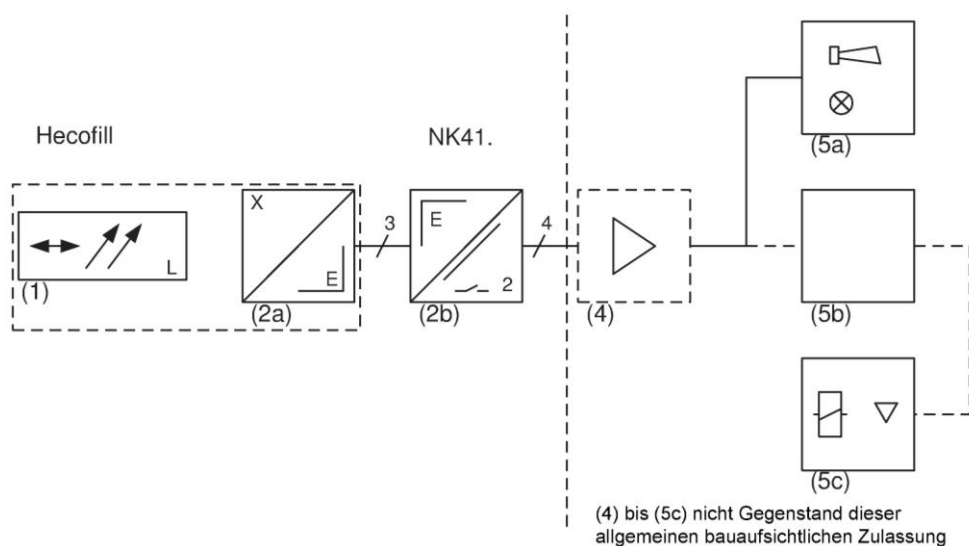 Hecofill
NK41.
L
(1)
X
E
(2a)
3
E
2
(2b)
4
(4)
(5a)
(5b)
(5c)
(4) bis (5c) nicht Gegenstand dieser
allgemeinen bauaufsichtlichen Zulassung